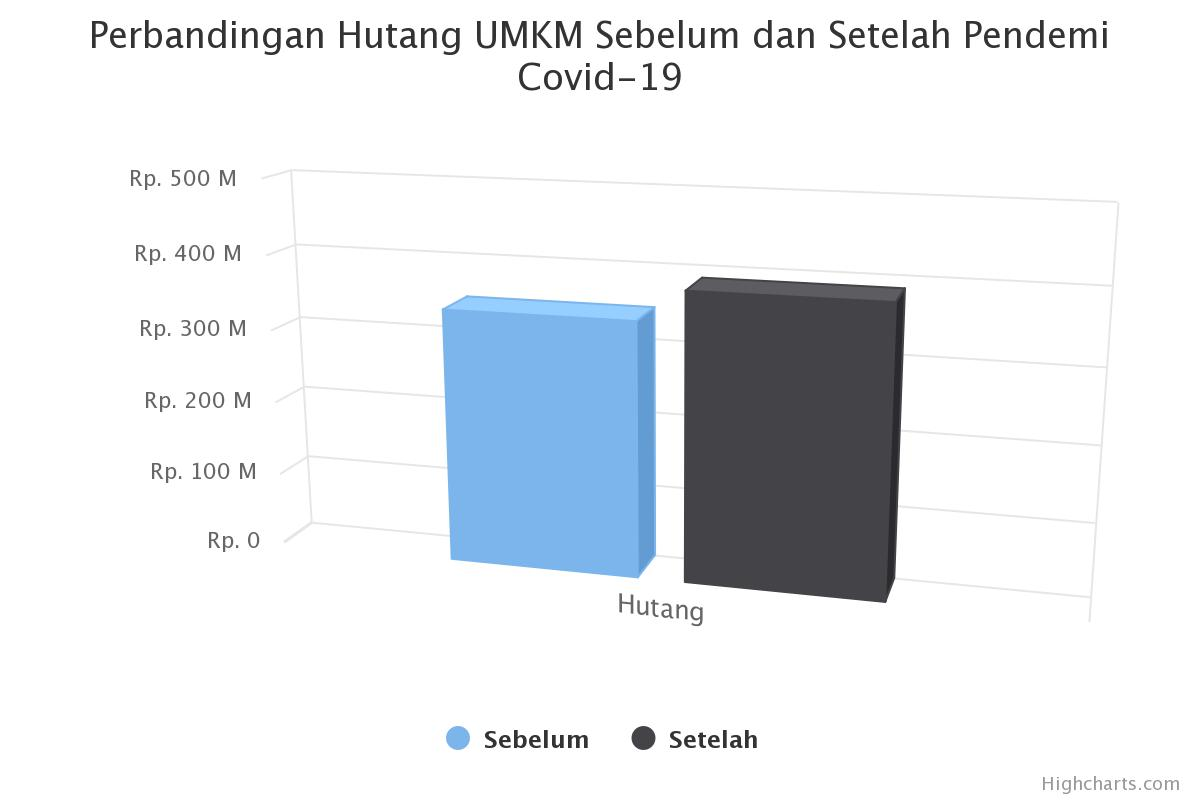 Perbandingan Hutang UMKM Sebelum dan Setelah Pendemi
Covid-19
Rp. 500 M
Rp. 400 M
Rp. 300 M
Rp. 200 M
Rp. 100 M
Rp. 0
Hutang
Sebelum
Setelah
Highcharts.com